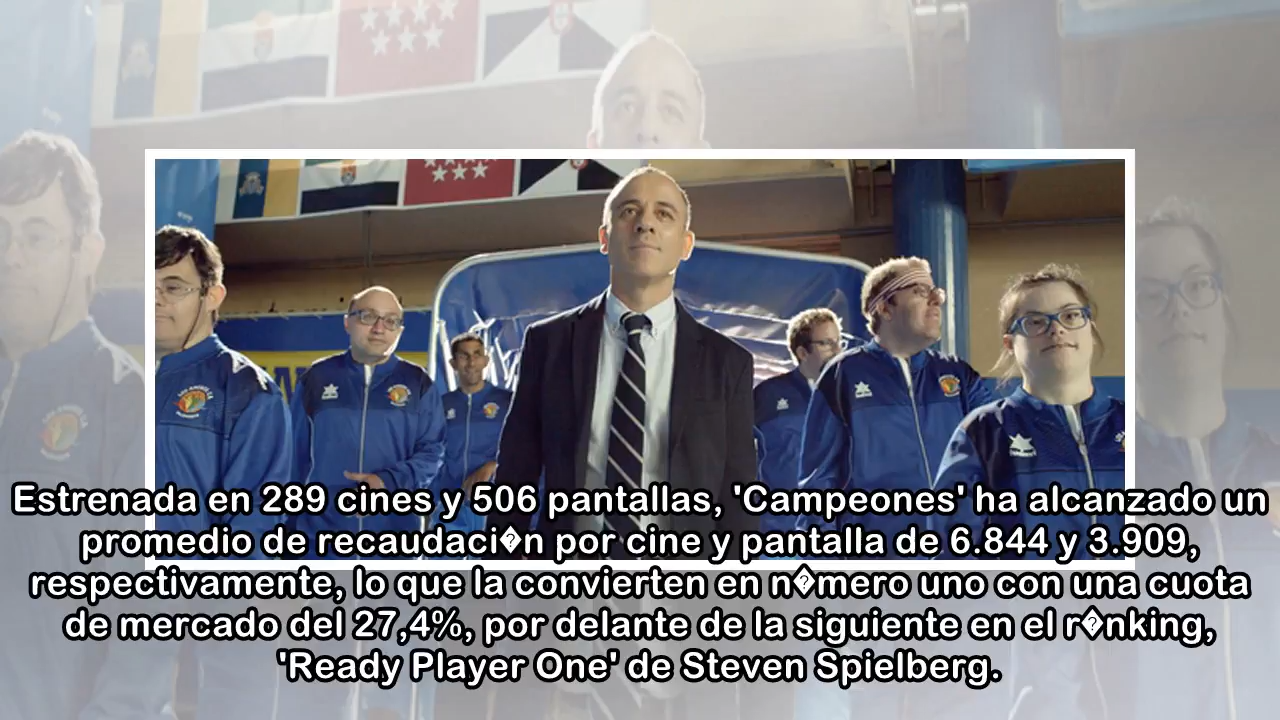 Estrenada en 289 cines y 506 pantallas, 'Campeones' ha alcanzado un
promedio de recaudaci�n por cine y pantalla de 6.844 y 3.909,
respectivamente, lo que la convierten en n�mero uno con una cuota
de mercado del 27,4%, por delante de la siguiente en el r�nking,
'Ready Player One' de Steven Spielberg.